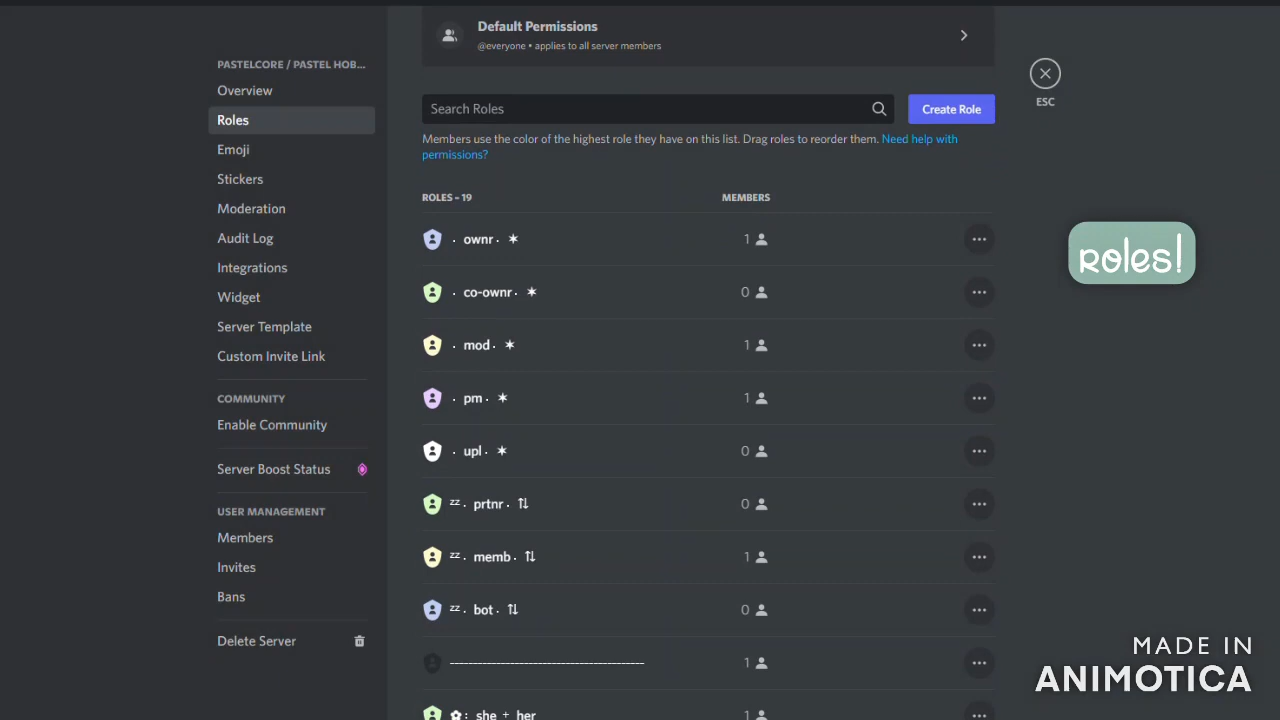 Default Permissions
@everyone • applies to all server members
PASTELCORE / PASTEL HOB...
Overview
Roles
Emoji
Stickers
Moderation
Audit Log
Integrations
Widget
Server Template
Custom Invite Link
COMMUNITY
Enable Community
Server Boost Status
USER MANAGEMENT
Members
Invites
Bans
Delete Server
Search Roles
Create Role
ESC
Members use the color of the highest role they have on this list. Drag roles to reorder them. Need help with
permissions?
ROLES – 19 MEMBERS
. ownr. ✶ 1
. co-ownr. ✶ 0
. mod. ✶ 1
. pm. ✶ 1
. upl. ✶ 0
ᶻᶻ. prtnr. ⇅ 0
ᶻᶻ. memb. ⇅ 1
ᶻᶻ. bot. ⇅ 0
------------------------------------------ 1
✿: she + her 1
roles!
MADE IN
ANIMOTICA